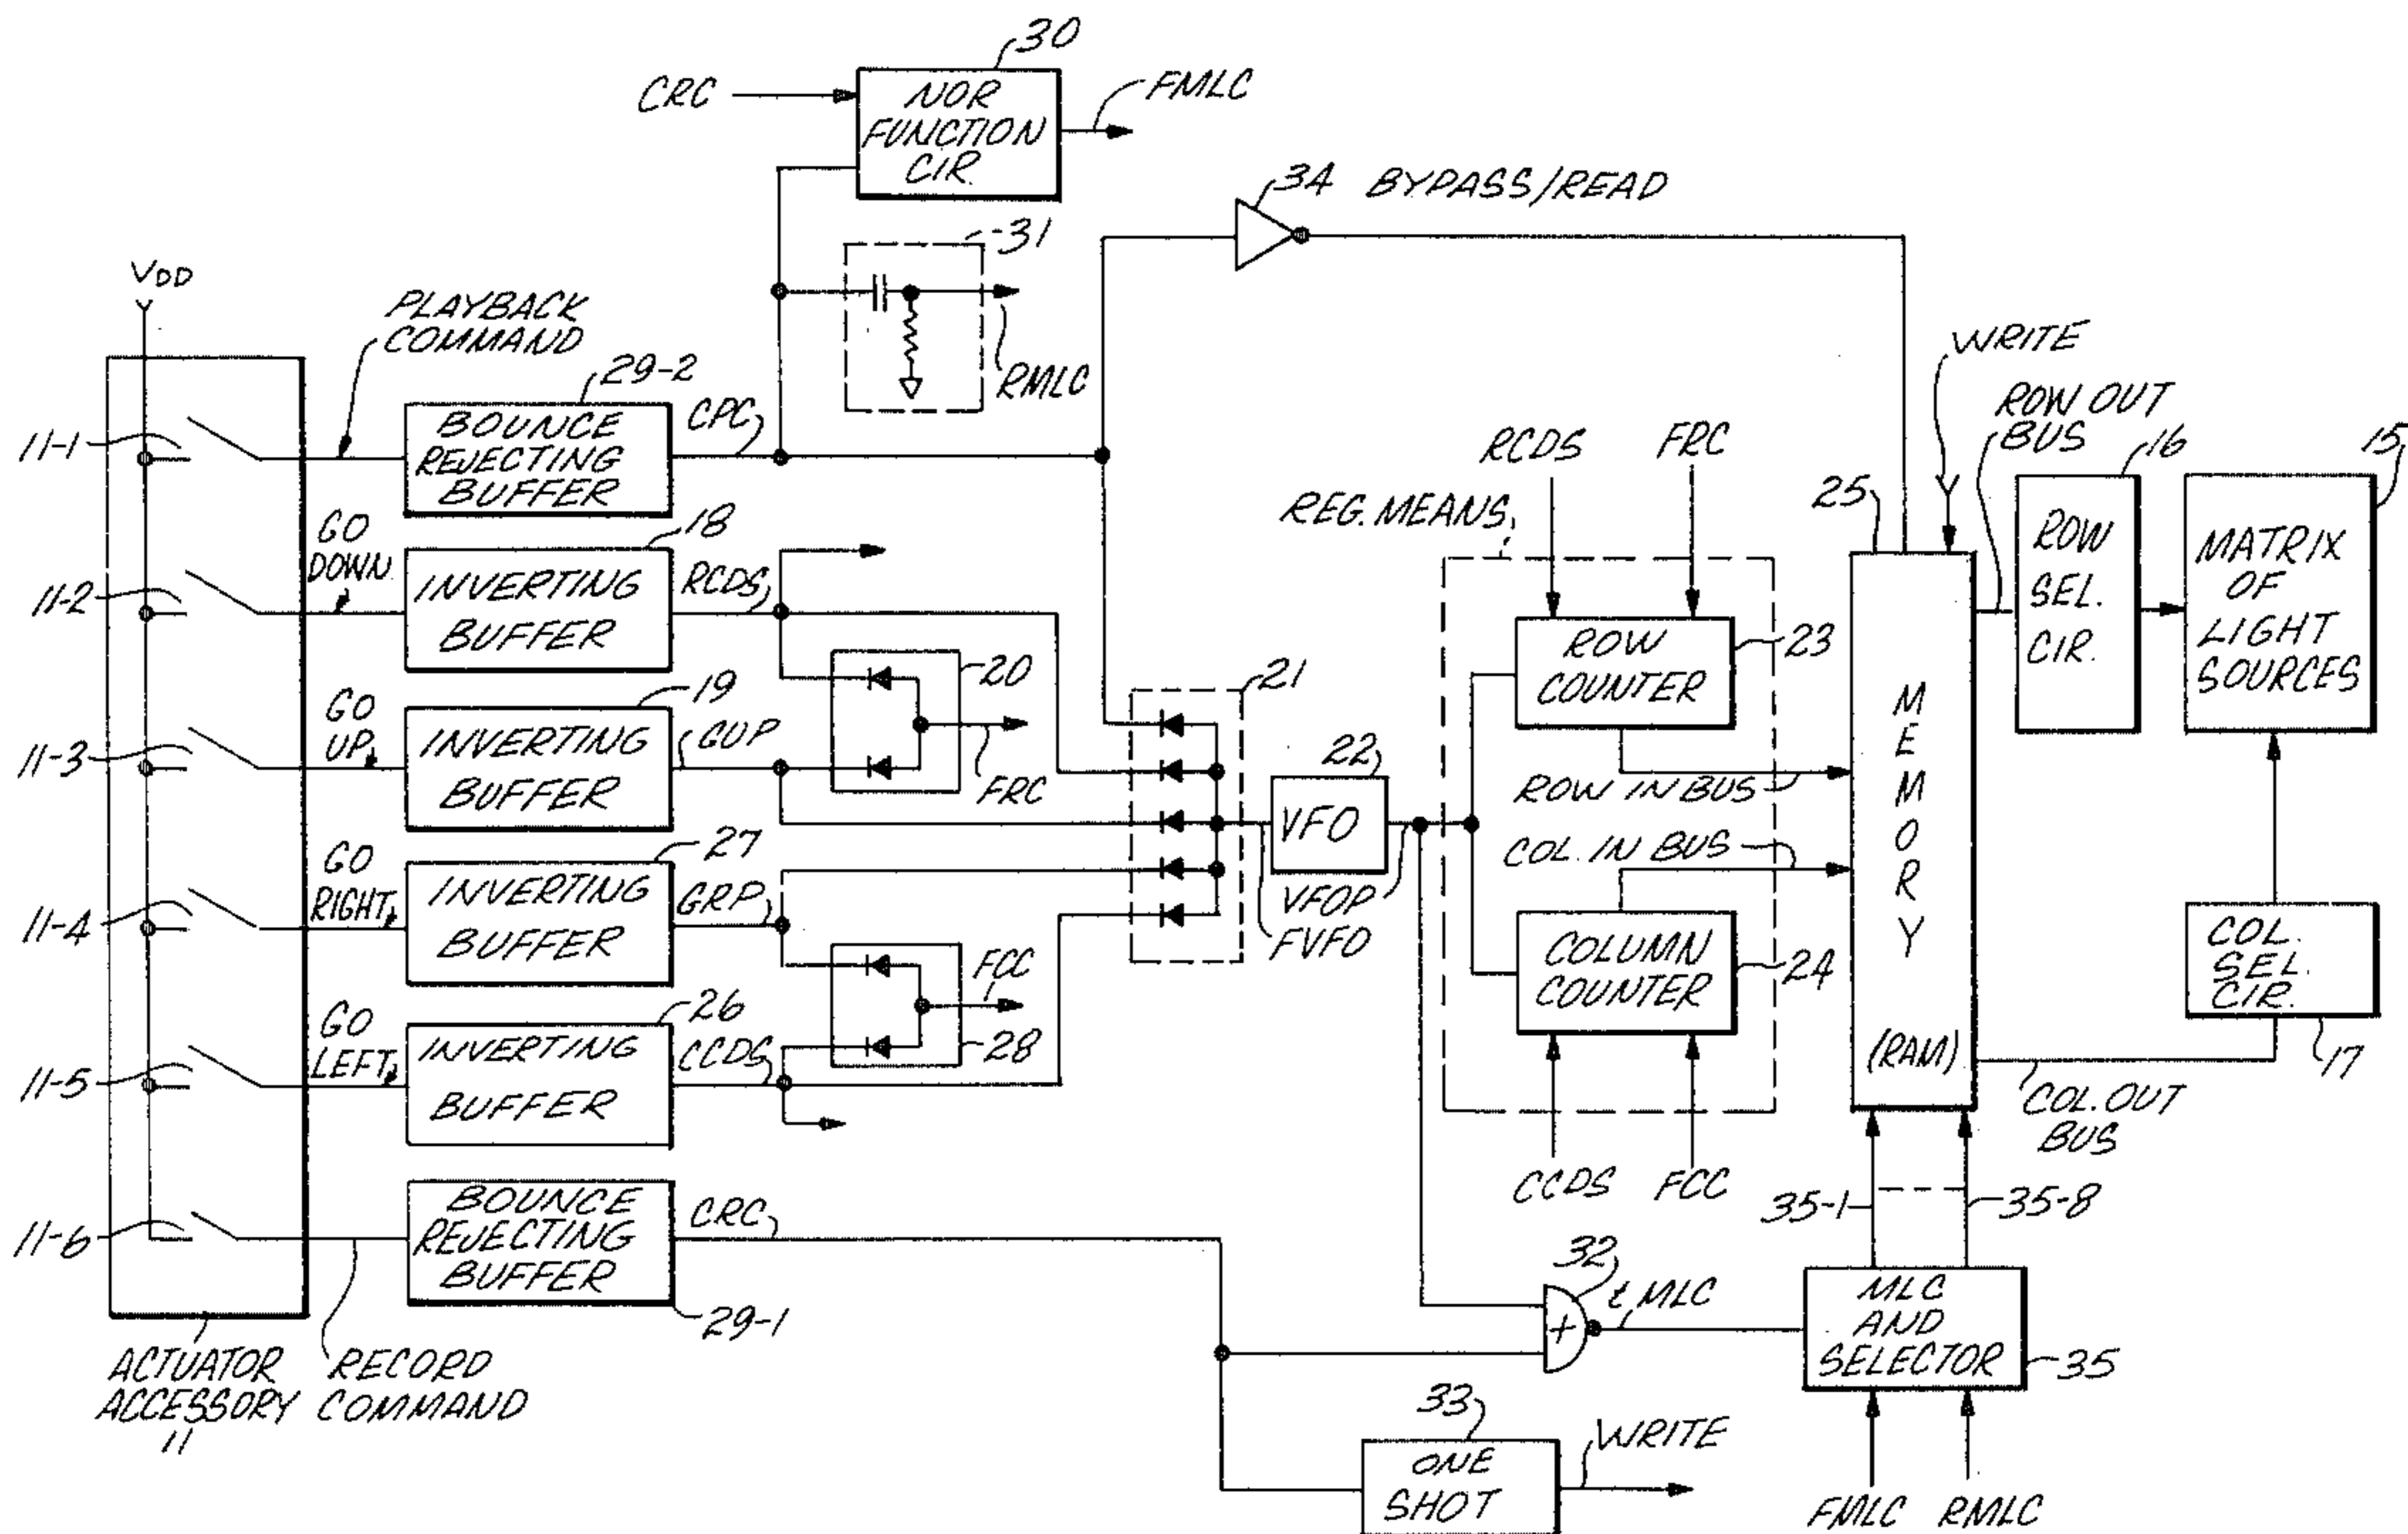 30
CRC
NOR
FUNCTION
CIR.
FMLC
34 BYPASS/READ
31
RMLC
VDD
PLAYBACK
COMMAND
29-2
11-1
BOUNCE
REJECTING
BUFFER
CPC
WRITE
ROW OUT
BUS
16
15
RCDS
FRC
25
REG. MEANS
ROW
SEL.
CIR.
MATRIX
OF
LIGHT
SOURCES
GO
DOWN
18
11-2
INVERTING
BUFFER
RCDS
20
21
ROW
COUNTER
23
GO
UP
19
11-3
INVERTING
BUFFER
GUP
FRC
22
VFO
ROW IN BUS
MEMORY
(RAM)
COL. IN BUS
VFOP
FVFO
GO
RIGHT
27
11-4
INVERTING
BUFFER
GRP
FCC
28
COLUMN
COUNTER
24
COL.
SEL.
CIR.
17
GO
LEFT
26
11-5
INVERTING
BUFFER
CCDS
COL. OUT
BUS
CCDS
FCC
35-1
35-8
11-6
BOUNCE
REJECTING
BUFFER
CRC
29-1
32
t MLC
MLC
AND
SELECTOR
35
ACTUATOR
ACCESSORY
11
RECORD
COMMAND
33
ONE
SHOT
WRITE
FMLC
RMLC